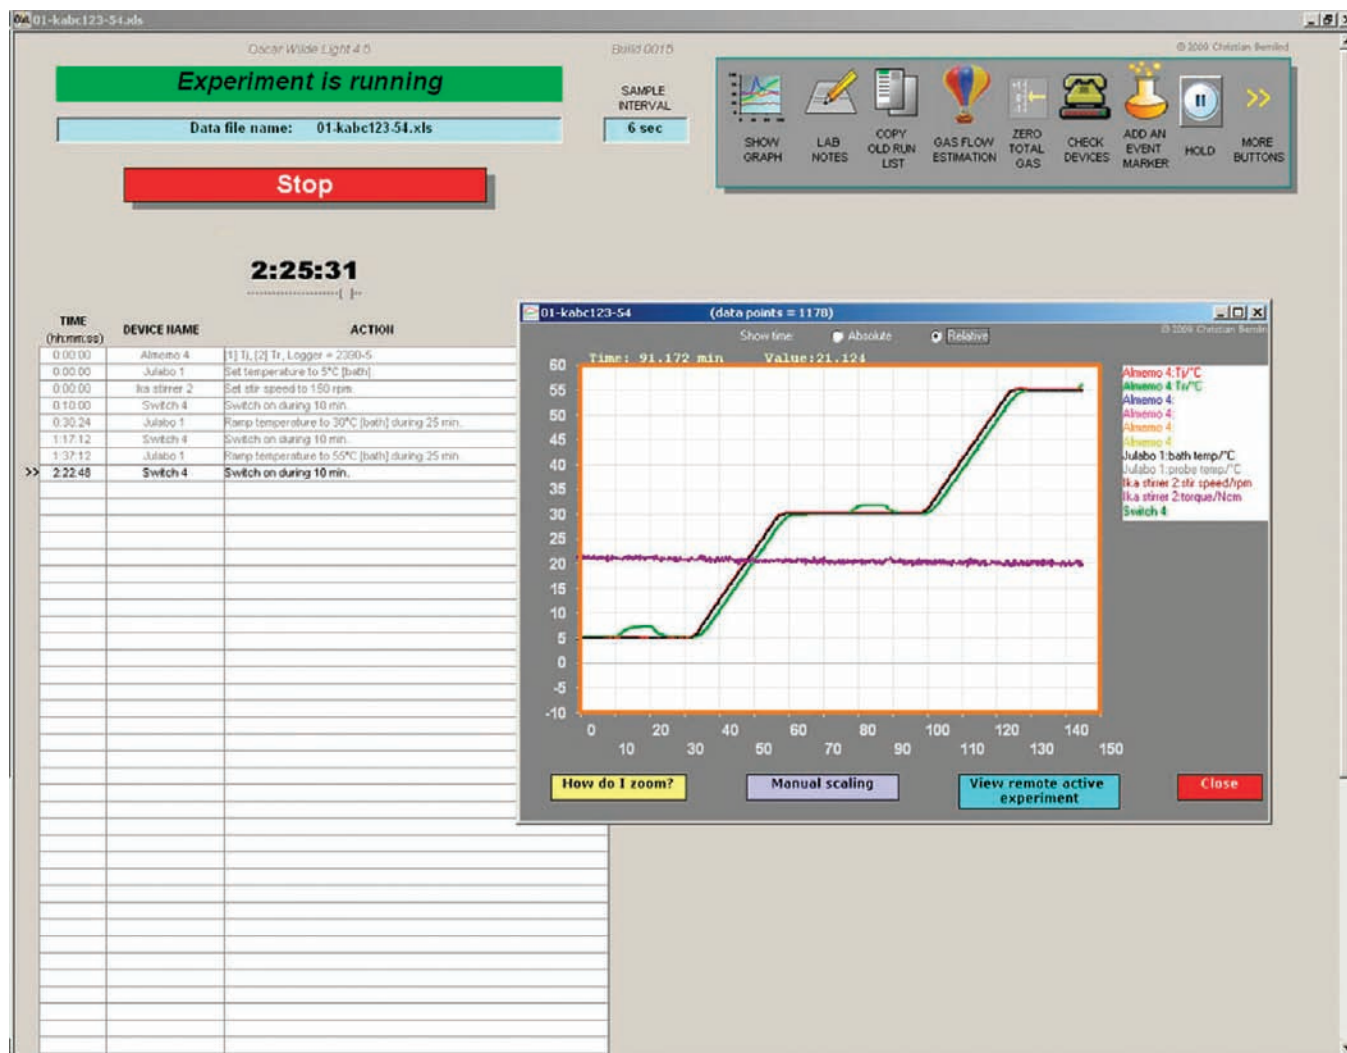 01-kabc123-54.xls
Oscar Wilde Light 4.5 Build 0015 © 2009 Christian Bernlind
Experiment is running
Data file name: 01-kabc123-54.xls
SAMPLE
INTERVAL
6 sec
SHOW
GRAPH
LAB
NOTES
COPY
OLD RUN
LIST
GAS FLOW
ESTIMATION
ZERO
TOTAL
GAS
CHECK
DEVICES
ADD AN
EVENT
MARKER
HOLD
MORE
BUTTONS
Stop
2:25:31
TIME
(hh:mm:ss)
DEVICE NAME
ACTION
0:00:00 Almemo 4 [1] Tj, [2] Tr, Logger = 2390-5
0:00:00 Julabo 1 Set temperature to 5°C [bath]
0:00:00 Ika stirrer 2 Set stir speed to 150 rpm.
0:10:00 Switch 4 Switch on during 10 min.
0:30:24 Julabo 1 Ramp temperature to 30°C [bath] during 25 min.
1:17:12 Switch 4 Switch on during 10 min.
1:37:12 Julabo 1 Ramp temperature to 55°C [bath] during 25 min.
>> 2:22:48 Switch 4 Switch on during 10 min.
01-kabc123-54 (data points = 1178)
Show time: Absolute Relative © 2009 Christian Bernlin
Time: 91.172 min Value:21.124
60
55
50
45
40
35
30
25
20
15
10
5
0
-5
-10
0 20 40 60 80 100 120 140
10 30 50 70 90 110 130 150
Almemo 4:Tj/°C
Almemo 4:Tr/°C
Almemo 4:
Almemo 4:
Almemo 4:
Almemo 4:
Julabo 1:bath temp/°C
Julabo 1:probe temp/°C
Ika stirrer 2:stir speed/rpm
Ika stirrer 2:torque/Ncm
Switch 4:
How do I zoom?
Manual scaling
View remote active
experiment
Close